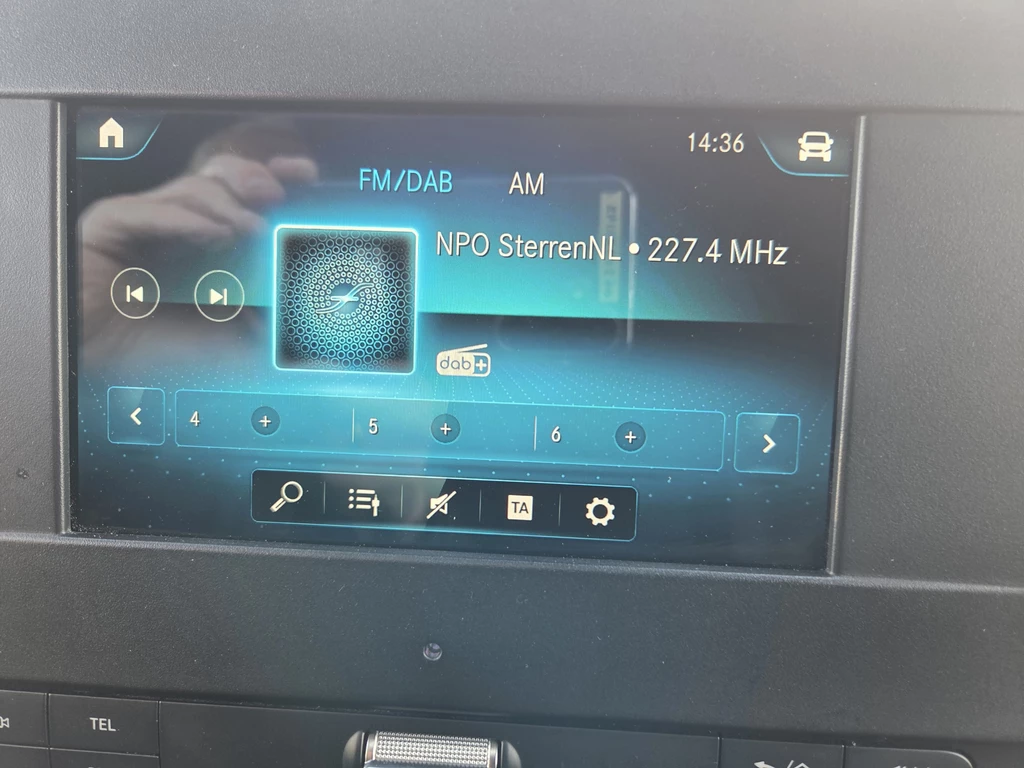 14:36
FM/DAB AM
NPO SterrenNL • 227.4 MHz
dab+
4 + 5 + 6 +
TA
TEL